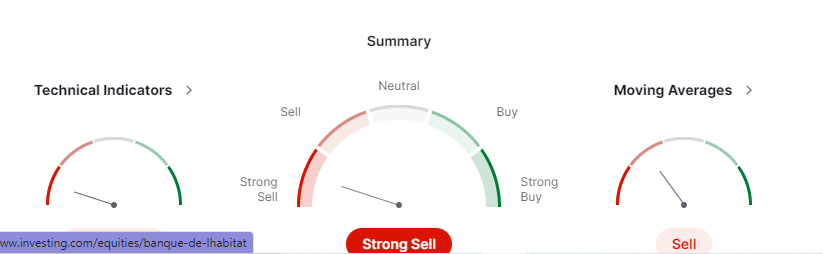 Summary
Technical Indicators
Moving Averages
Neutral
Sell
Buy
Strong
Sell
Strong
Buy
ww.investing.com/equities/banque-de-lhabitat
Strong Sell
Sell